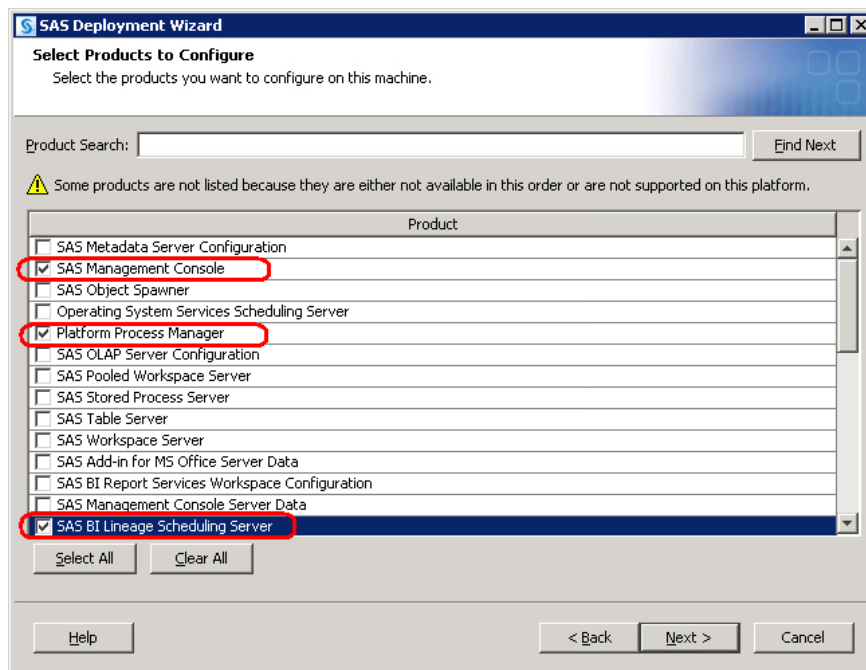 SAS Deployment Wizard
Select Products to Configure
Select the products you want to configure on this machine.
Product Search:
Find Next
Some products are not listed because they are either not available in this order or are not supported on this platform.
Product
SAS Metadata Server Configuration
SAS Management Console
SAS Object Spawner
Operating System Services Scheduling Server
Platform Process Manager
SAS OLAP Server Configuration
SAS Pooled Workspace Server
SAS Stored Process Server
SAS Table Server
SAS Workspace Server
SAS Add-in for MS Office Server Data
SAS BI Report Services Workspace Configuration
SAS Management Console Server Data
SAS BI Lineage Scheduling Server
Select All Clear All
Help < Back Next > Cancel